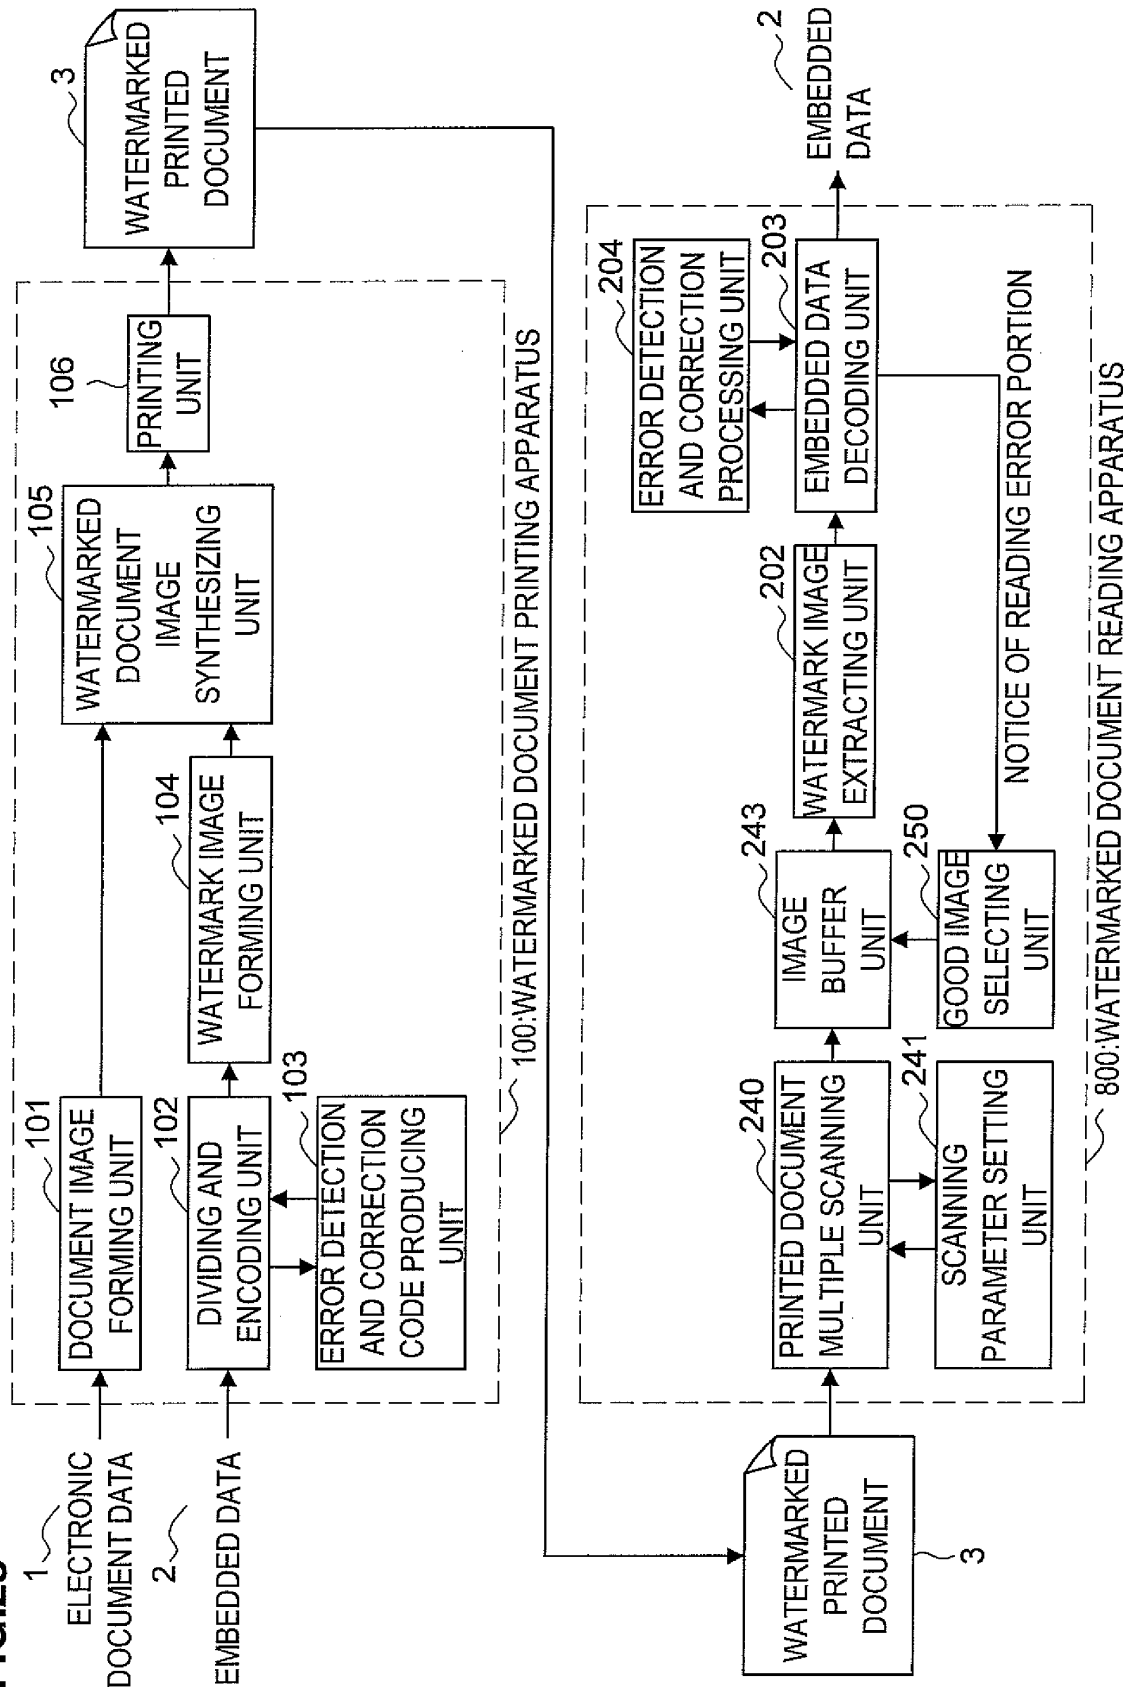 1
ELECTRONIC
DOCUMENT DATA
2
EMBEDDED DATA
101
DOCUMENT IMAGE
FORMING UNIT
102
DIVIDING AND
ENCODING UNIT
103
ERROR DETECTION
AND CORRECTION
CODE PRODUCING
UNIT
104
WATERMARK IMAGE
FORMING UNIT
105
WATERMARKED
DOCUMENT
IMAGE
SYNTHESIZING
UNIT
106
PRINTING
UNIT
3
WATERMARKED
PRINTED
DOCUMENT
100:WATERMARKED DOCUMENT PRINTING APPARATUS
WATERMARKED
PRINTED
DOCUMENT
3
240
PRINTED DOCUMENT
MULTIPLE SCANNING
UNIT
241
SCANNING
PARAMETER SETTING
UNIT
243
IMAGE
BUFFER
UNIT
250
GOOD IMAGE
SELECTING
UNIT
202
WATERMARK IMAGE
EXTRACTING UNIT
204
ERROR DETECTION
AND CORRECTION
PROCESSING UNIT
203
EMBEDDED DATA
DECODING UNIT
2
EMBEDDED
DATA
NOTICE OF READING ERROR PORTION
800:WATERMARKED DOCUMENT READING APPARATUS